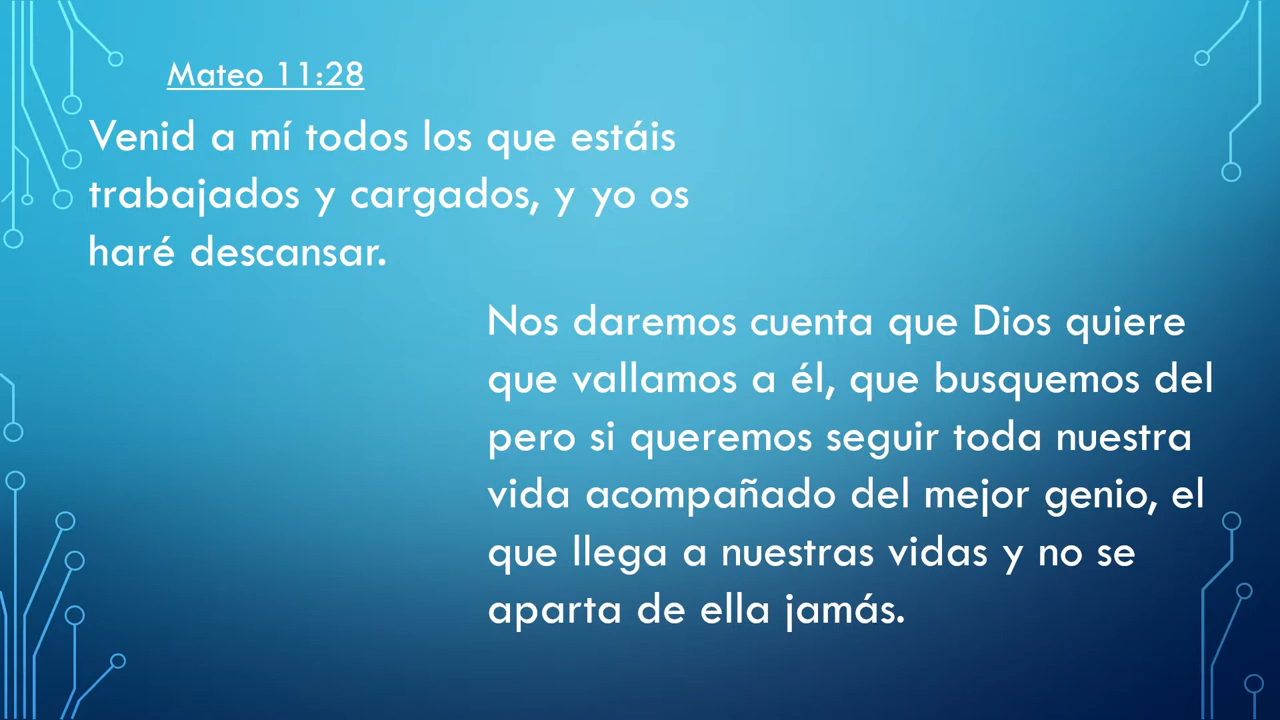 Mateo 11:28
Venid a mí todos los que estáis
trabajados y cargados, y yo os
haré descansar.
Nos daremos cuenta que Dios quiere
que vallamos a él, que busquemos del
pero si queremos seguir toda nuestra
vida acompañado del mejor genio, el
que llega a nuestras vidas y no se
aparta de ella jamás.